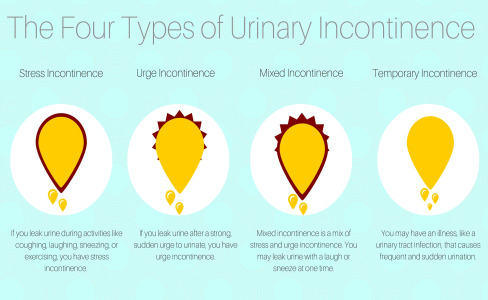 The Four Types of Urinary Incontinence
Stress Incontinence
Urge Incontinence
Mixed Incontinence
Temporary Incontinence
If you leak urine during activities like
coughing, laughing, sneezing, or
exercising, you have stress
incontinence.
If you leak urine after a strong,
sudden urge to urinate, you have
urge incontinence.
Mixed incontinence is a mix of
stress and urge incontinence. You
may leak urine with a laugh or
sneeze at one time.
You may have an illness, like a
urinary tract infection, that causes
frequent and sudden urination.